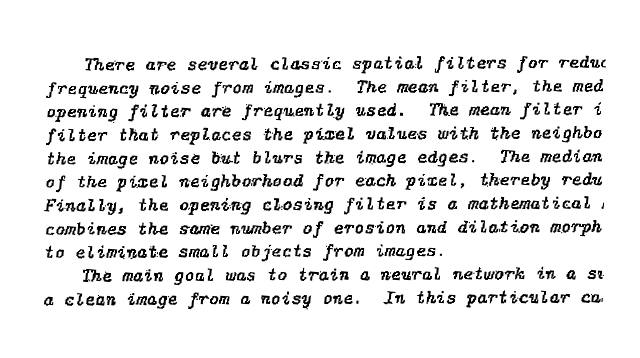 There are several classic spatial filters for reduc
frequency noise from images. The mean filter, the med
opening filter are frequently used. The mean filter i
filter that replaces the pixel values with the neighbo
the image noise but blurs the image edges. The median
of the pixel neighborhood for each pixel, thereby redu
Finally, the opening closing filter is a mathematical
combines the same number of erosion and dilation morph
to eliminate small objects from images.
The main goal was to train a neural network in a su
a clean image from a noisy one. In this particular ca